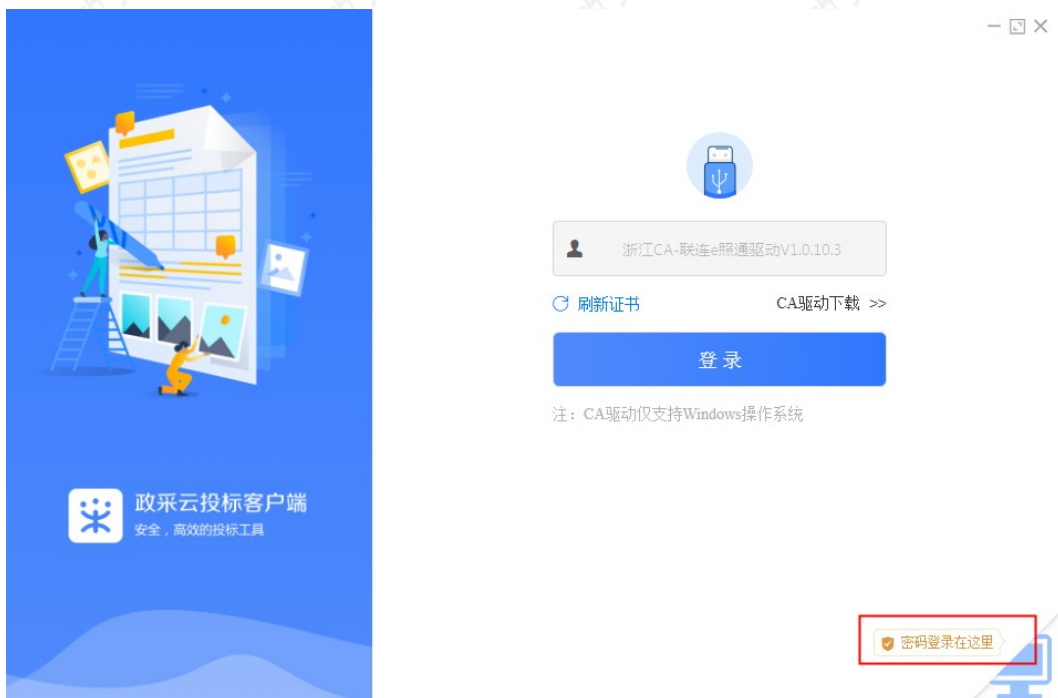 浙江CA-联连e照通驱动V1.0.10.3
刷新证书
CA驱动下载 >>
登 录
注：CA驱动仅支持Windows操作系统
政采云投标客户端
安全，高效的投标工具
密码登录在这里